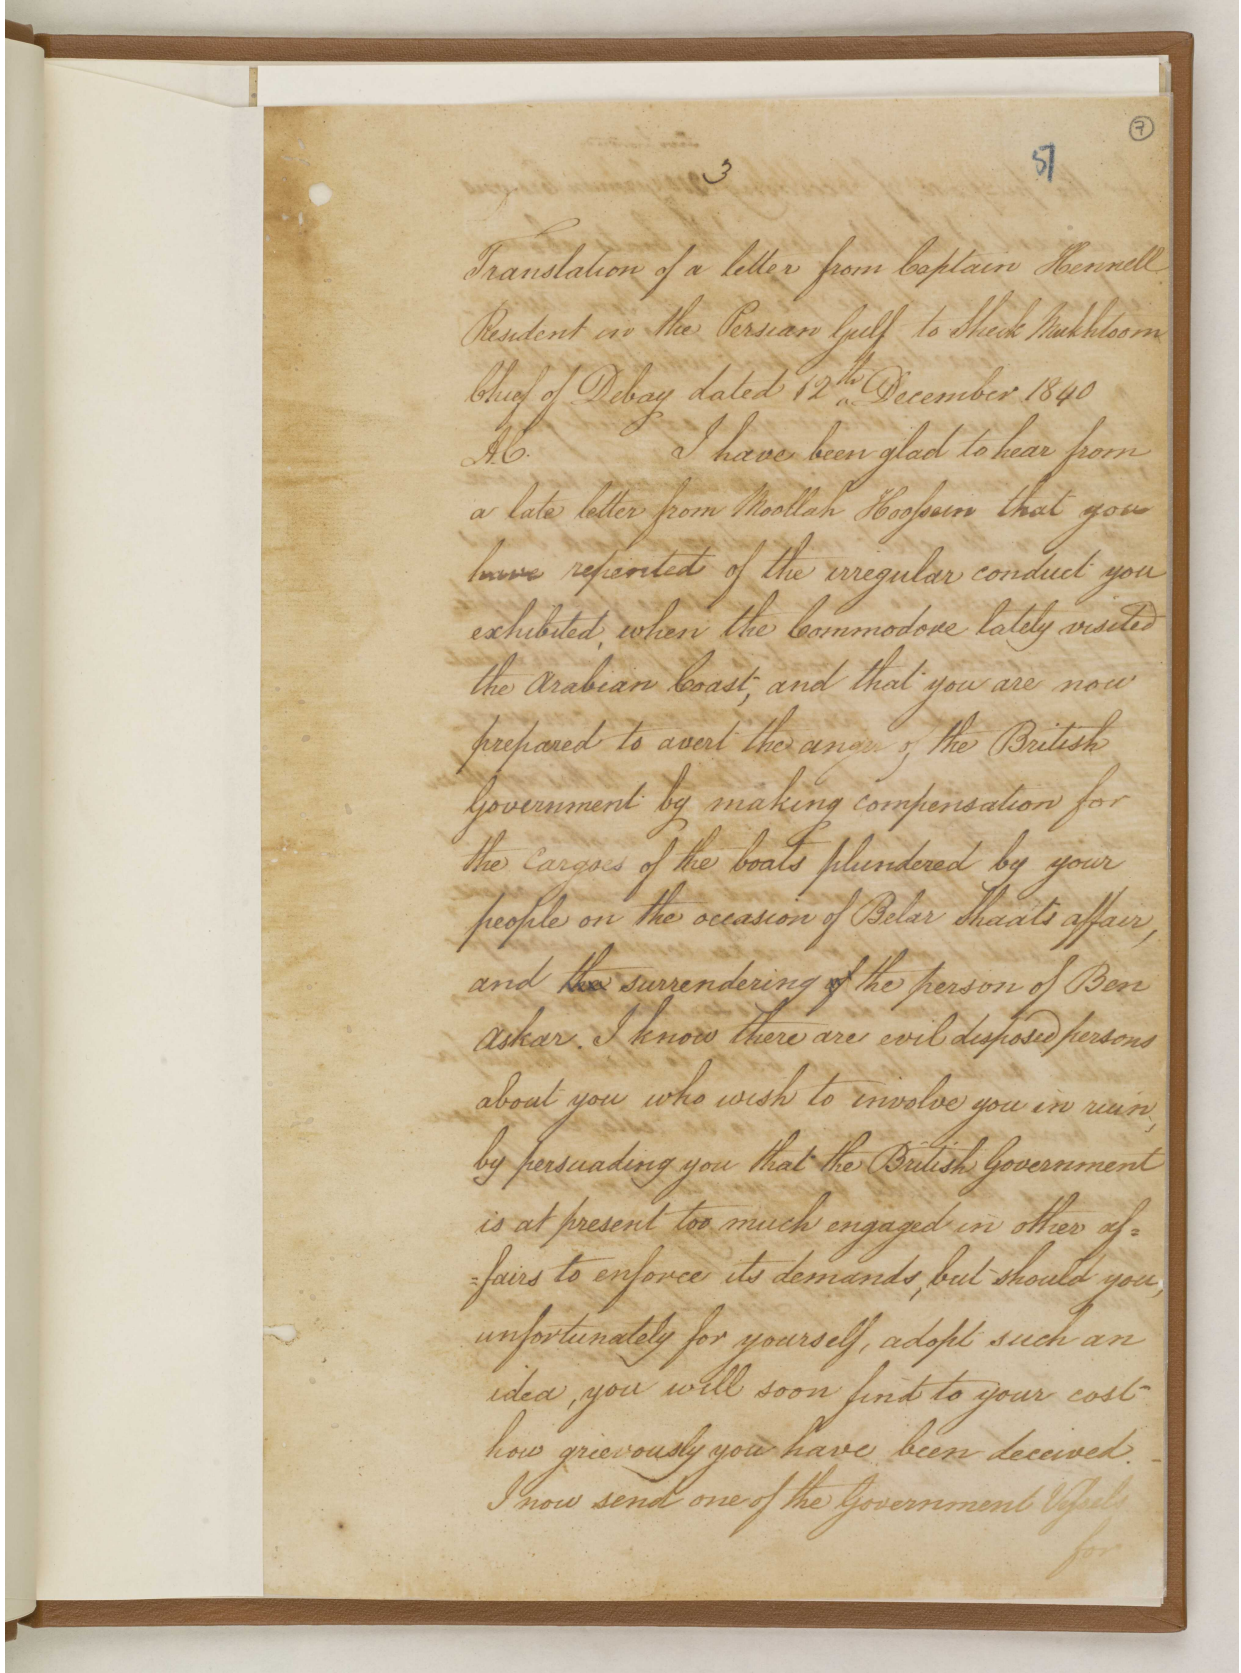 7
3
57
Translation of a letter from Captain Hennell
Resident in the Persian Gulf to Sheik Mukhtoom
Chief of Debay dated 12th December 1840
A.C. I have been glad to hear from
a late letter from Moollah Hoossein that you
have repented of the irregular conduct you
exhibited, when the Commodore lately visited
the Arabian Coast, and that you are now
prepared to avert the anger of the British
Government by making compensation for
the Cargoes of the boats plundered by your
people on the occasion of Belar Shaats affair,
and the surrendering of the person of Ben
Askar. I know there are evil disposed persons
about you who wish to involve you in ruin,
by persuading you that the British Government
is at present too much engaged in other af=
=fairs to enforce its demands, but should you,
unfortunately for yourself, adopt such an
idea, you will soon find to your cost
how grievously you have been deceived.
I now send one of the Government Vessels
for